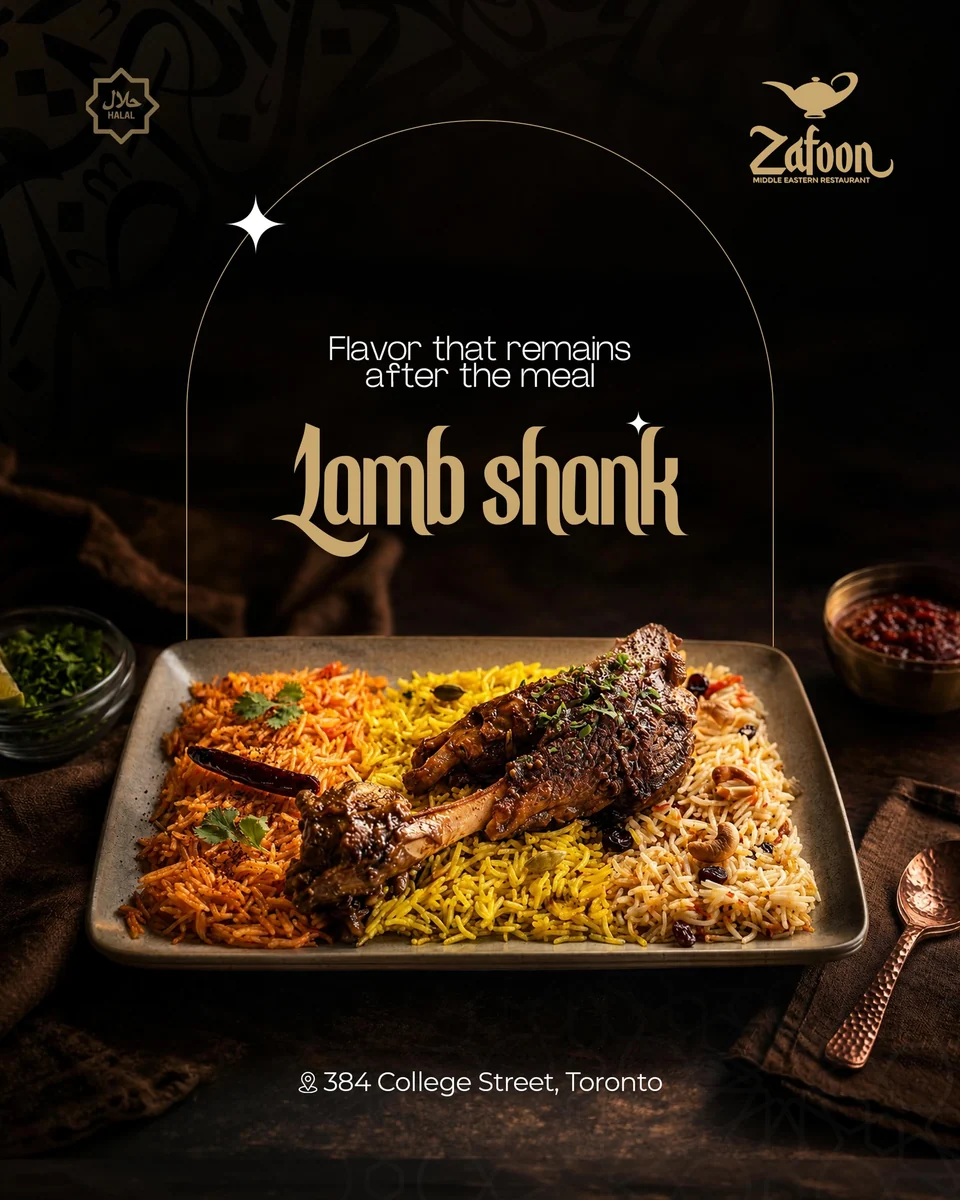 حلال
HALAL
Zafoon
MIDDLE EASTERN RESTAURANT
Flavor that remains
after the meal
Lamb shank
384 College Street, Toronto